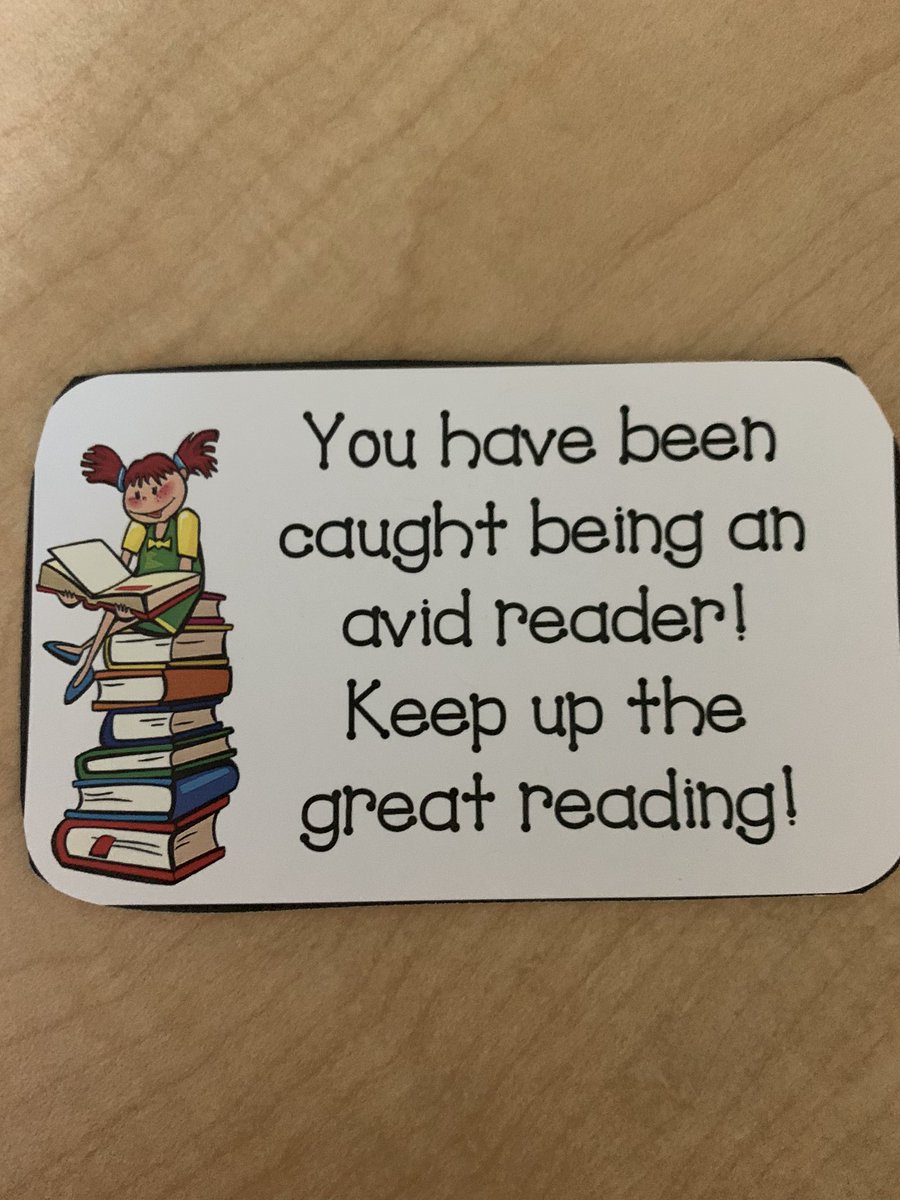 You have been
caught being an
avid reader!
Keep up the
great reading!